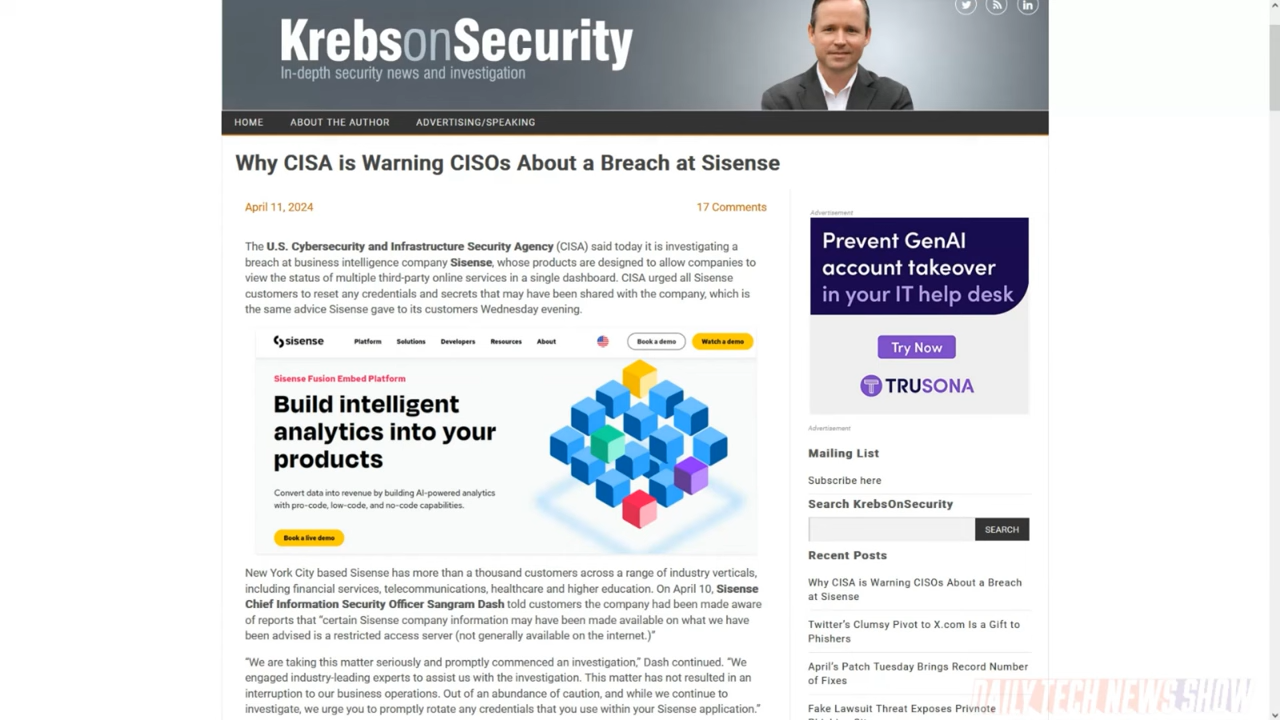 KrebsonSecurity
In-depth security news and investigation
HOME ABOUT THE AUTHOR ADVERTISING/SPEAKING
Why CISA is Warning CISOs About a Breach at Sisense
April 11, 2024 17 Comments
The U.S. Cybersecurity and Infrastructure Security Agency (CISA) said today it is investigating a
breach at business intelligence company Sisense, whose products are designed to allow companies to
view the status of multiple third-party online services in a single dashboard. CISA urged all Sisense
customers to reset any credentials and secrets that may have been shared with the company, which is
the same advice Sisense gave to its customers Wednesday evening.
sisense Platform Solutions Developers Resources About Book a demo Watch a demo
Sisense Fusion Embed Platform
Build intelligent
analytics into your
products
Convert data into revenue by building AI-powered analytics
with pro-code, low-code, and no-code capabilities.
Book a live demo
New York City based Sisense has more than a thousand customers across a range of industry verticals,
including financial services, telecommunications, healthcare and higher education. On April 10, Sisense
Chief Information Security Officer Sangram Dash told customers the company had been made aware
of reports that “certain Sisense company information may have been made available on what we have
been advised is a restricted access server (not generally available on the internet.)”
“We are taking this matter seriously and promptly commenced an investigation,” Dash continued. “We
engaged industry-leading experts to assist us with the investigation. This matter has not resulted in an
interruption to our business operations. Out of an abundance of caution, and while we continue to
investigate, we urge you to promptly rotate any credentials that you use within your Sisense application.”
Advertisement
Prevent GenAI
account takeover
in your IT help desk
Try Now
TRUSONA
Advertisement
Mailing List
Subscribe here
Search KrebsOnSecurity
SEARCH
Recent Posts
Why CISA is Warning CISOs About a Breach
at Sisense
Twitter’s Clumsy Pivot to X.com Is a Gift to
Phishers
April’s Patch Tuesday Brings Record Number
of Fixes
Fake Lawsuit Threat Exposes Privnote
DAILY TECH NEWS SHOW